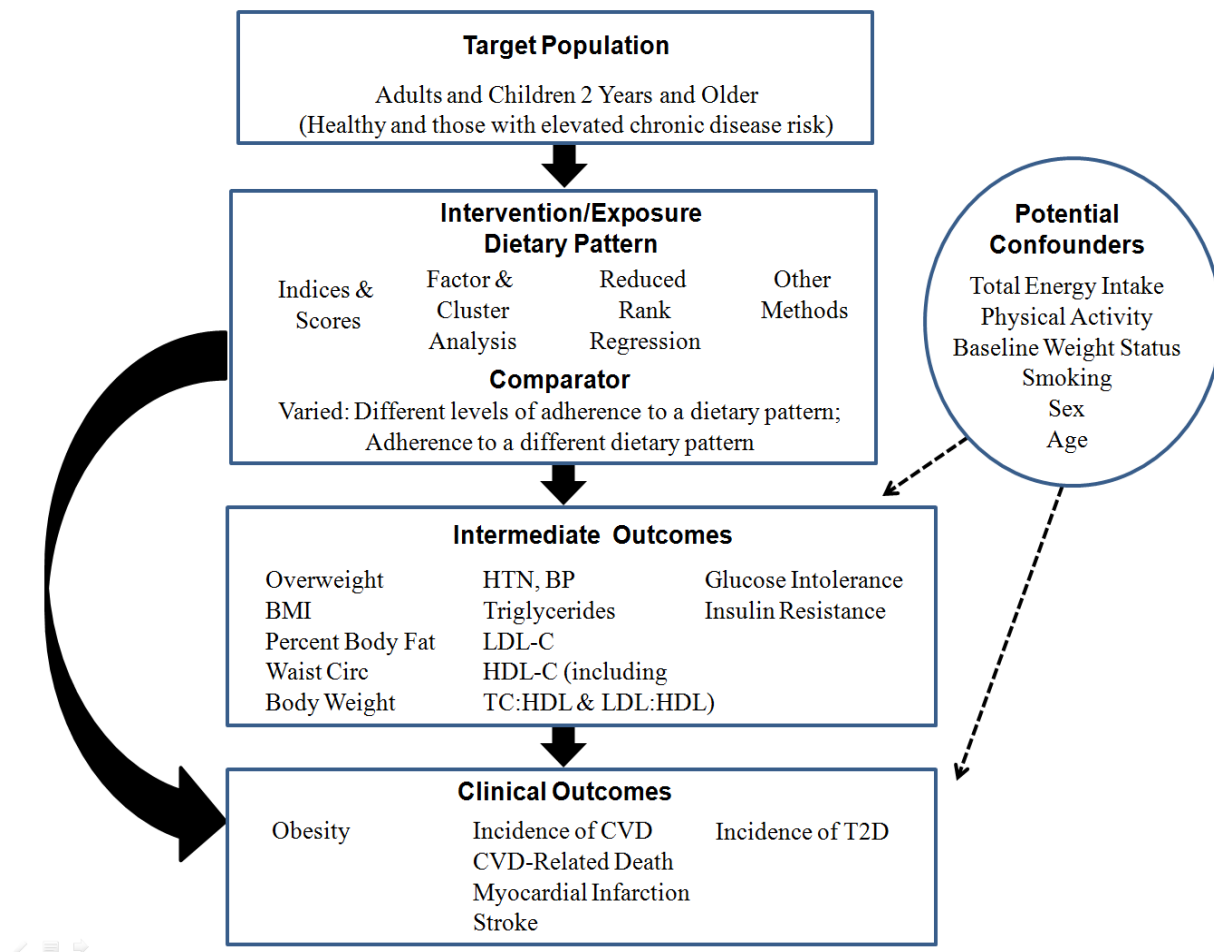 Target Population
Adults and Children 2 Years and Older
(Healthy and those with elevated chronic disease risk)
Intervention/Exposure
Dietary Pattern
Indices &
Scores
Factor &
Cluster
Analysis
Reduced
Rank
Regression
Other
Methods
Comparator
Varied: Different levels of adherence to a dietary pattern;
Adherence to a different dietary pattern
Potential
Confounders
Total Energy Intake
Physical Activity
Baseline Weight Status
Smoking
Sex
Age
Intermediate Outcomes
Overweight
BMI
Percent Body Fat
Waist Circ
Body Weight
HTN, BP
Triglycerides
LDL-C
HDL-C (including
TC:HDL & LDL:HDL)
Glucose Intolerance
Insulin Resistance
Clinical Outcomes
Obesity
Incidence of CVD
CVD-Related Death
Myocardial Infarction
Stroke
Incidence of T2D